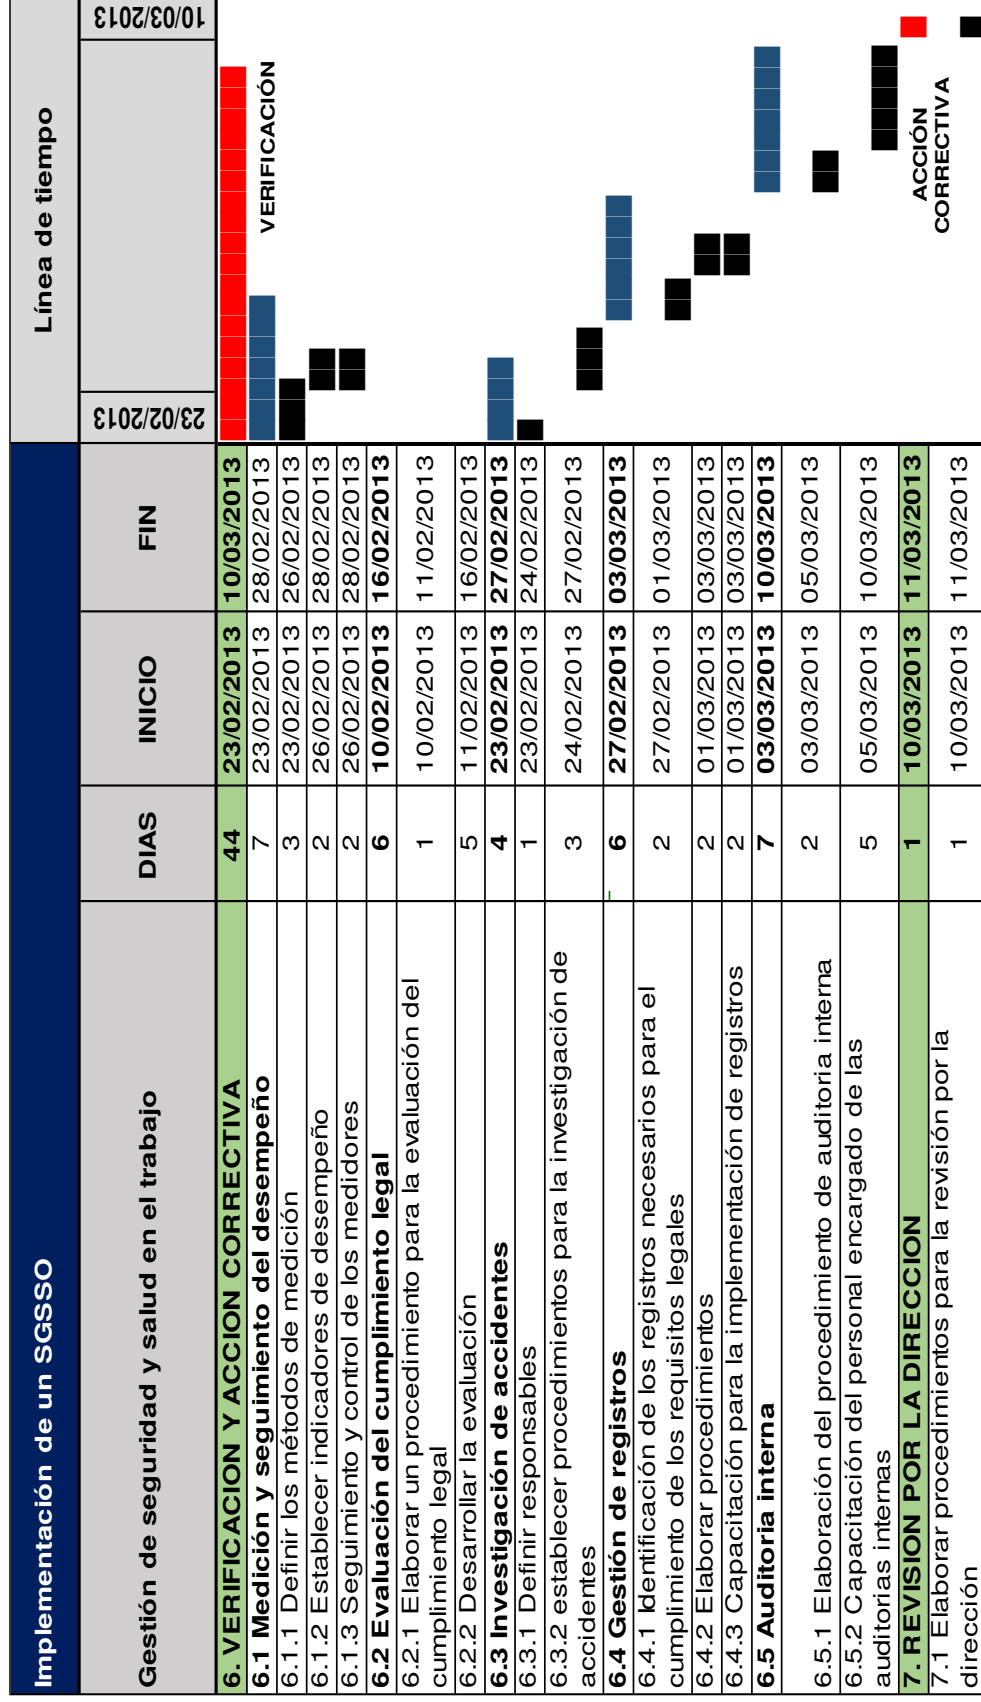 Implementación de un SGSSO Línea de tiempo
Gestión de seguridad y salud en el trabajo DIAS INICIO FIN 23/02/2013 10/03/2013
6. VERIFICACION Y ACCION CORRECTIVA 44 23/02/2013 10/03/2013
6.1 Medición y seguimiento del desempeño 7 23/02/2013 28/02/2013 VERIFICACIÓN
6.1.1 Definir los métodos de medición 3 23/02/2013 26/02/2013
6.1.2 Establecer indicadores de desempeño 2 26/02/2013 28/02/2013
6.1.3 Seguimiento y control de los medidores 2 26/02/2013 28/02/2013
6.2 Evaluación del cumplimiento legal 6 10/02/2013 16/02/2013
6.2.1 Elaborar un procedimiento para la evaluación del
cumplimiento legal 1 10/02/2013 11/02/2013
6.2.2 Desarrollar la evaluación 5 11/02/2013 16/02/2013
6.3 Investigación de accidentes 4 23/02/2013 27/02/2013
6.3.1 Definir responsables 1 23/02/2013 24/02/2013
6.3.2 establecer procedimientos para la investigación de
accidentes 3 24/02/2013 27/02/2013
6.4 Gestión de registros 6 27/02/2013 03/03/2013
6.4.1 Identificación de los registros necesarios para el
cumplimiento de los requisitos legales 2 27/02/2013 01/03/2013
6.4.2 Elaborar procedimientos 2 01/03/2013 03/03/2013
6.4.3 Capacitación para la implementación de registros 2 01/03/2013 03/03/2013
6.5 Auditoria interna 7 03/03/2013 10/03/2013
6.5.1 Elaboración del procedimiento de auditoria interna 2 03/03/2013 05/03/2013
6.5.2 Capacitación del personal encargado de las
auditorias internas 5 05/03/2013 10/03/2013
7. REVISION POR LA DIRECCION 1 10/03/2013 11/03/2013 ACCIÓN
CORRECTIVA
7.1 Elaborar procedimientos para la revisión por la
dirección 1 10/03/2013 11/03/2013